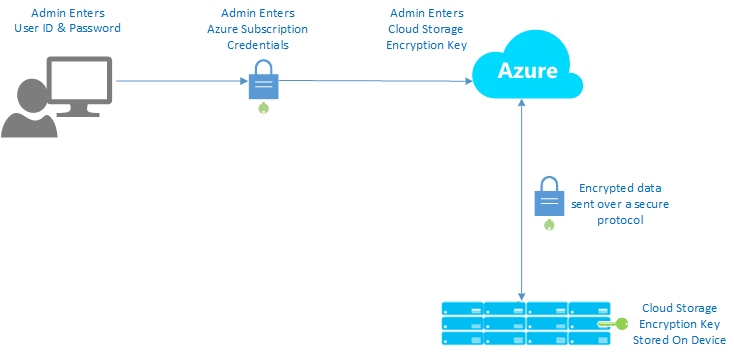 Admin Enters
User ID & Password
Admin Enters
Azure Subscription
Credentials
Admin Enters
Cloud Storage
Encryption Key
Azure
Encrypted data
sent over a secure
protocol
Cloud Storage
Encryption Key
Stored On Device